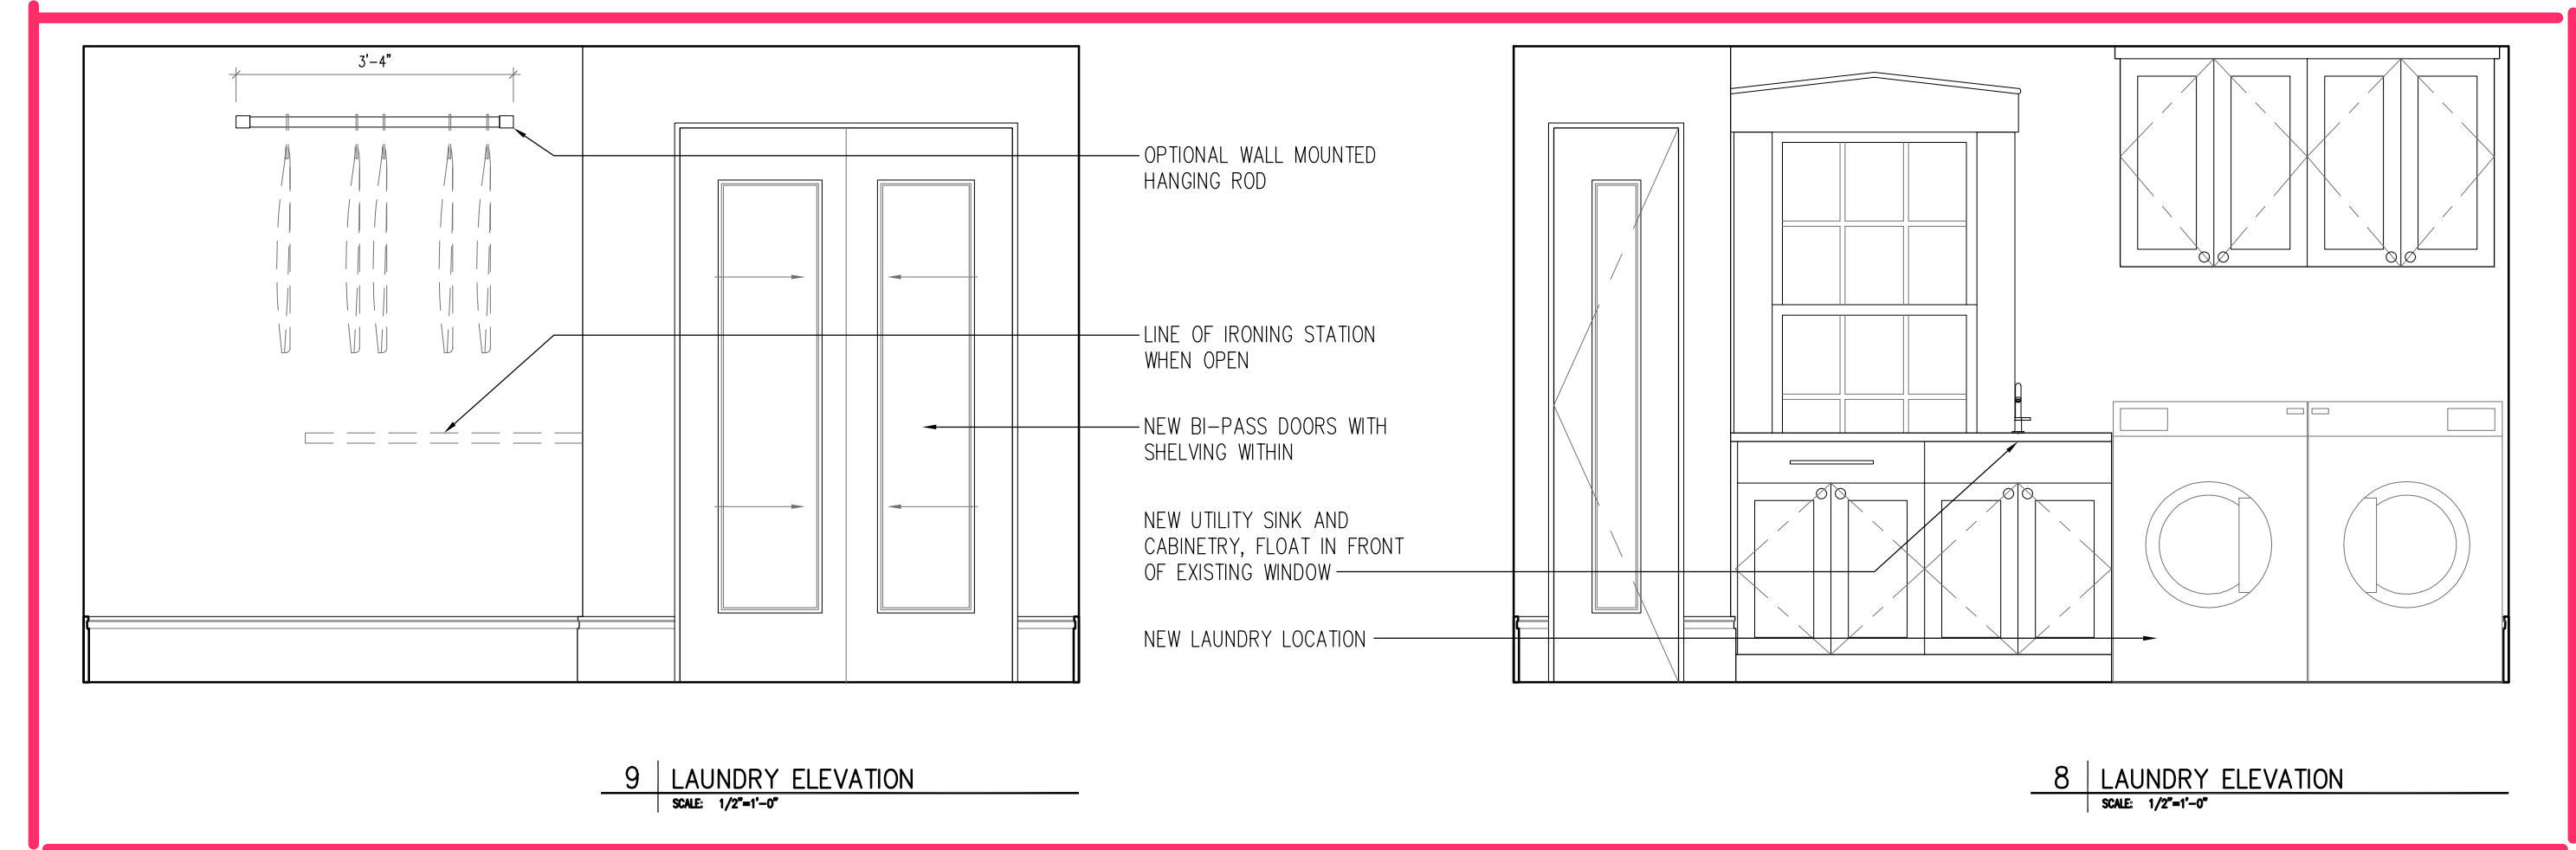 3'-4"
OPTIONAL WALL MOUNTED
HANGING ROD
LINE OF IRONING STATION
WHEN OPEN
NEW BI-PASS DOORS WITH
SHELVING WITHIN
NEW UTILITY SINK AND
CABINETRY, FLOAT IN FRONT
OF EXISTING WINDOW
NEW LAUNDRY LOCATION
9 LAUNDRY ELEVATION
SCALE: 1/2"=1'-0"
8 LAUNDRY ELEVATION
SCALE: 1/2"=1'-0"